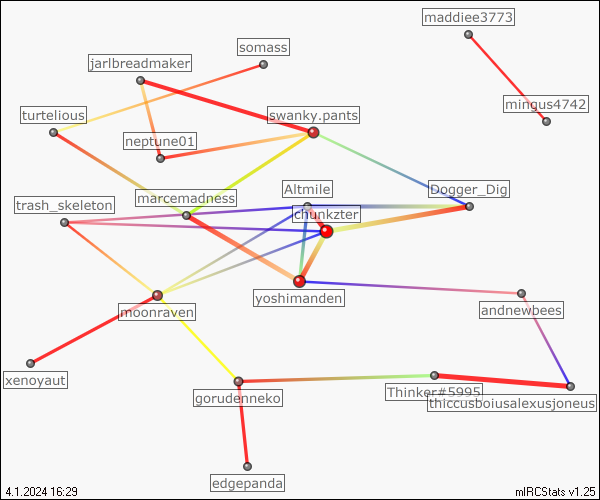 maddiee3773
somass
jarlbreadmaker
mingus4742
turtelious
swanky.pants
neptune01
Altmile
Dogger_Dig
marcemadness
trash_skeleton
chunkzter
yoshimanden
moonraven
andnewbees
xenoyaut
Thinker#5995
gorudenneko
thiccusboiusalexusjoneus
edgepanda
4.1.2024 16:29
mIRCStats v1.25